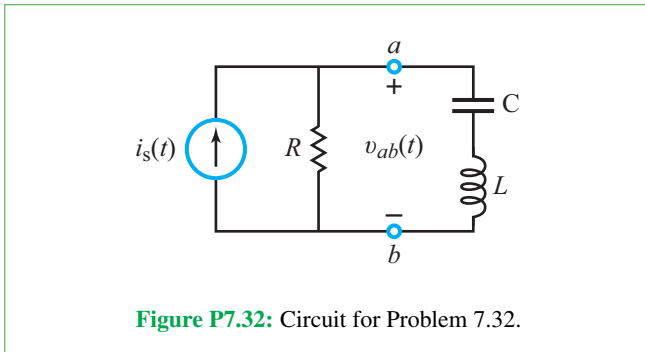 a
+
C
i_s(t)
R
v_ab(t)
L
−
b
Figure P7.32: Circuit for Problem 7.32.